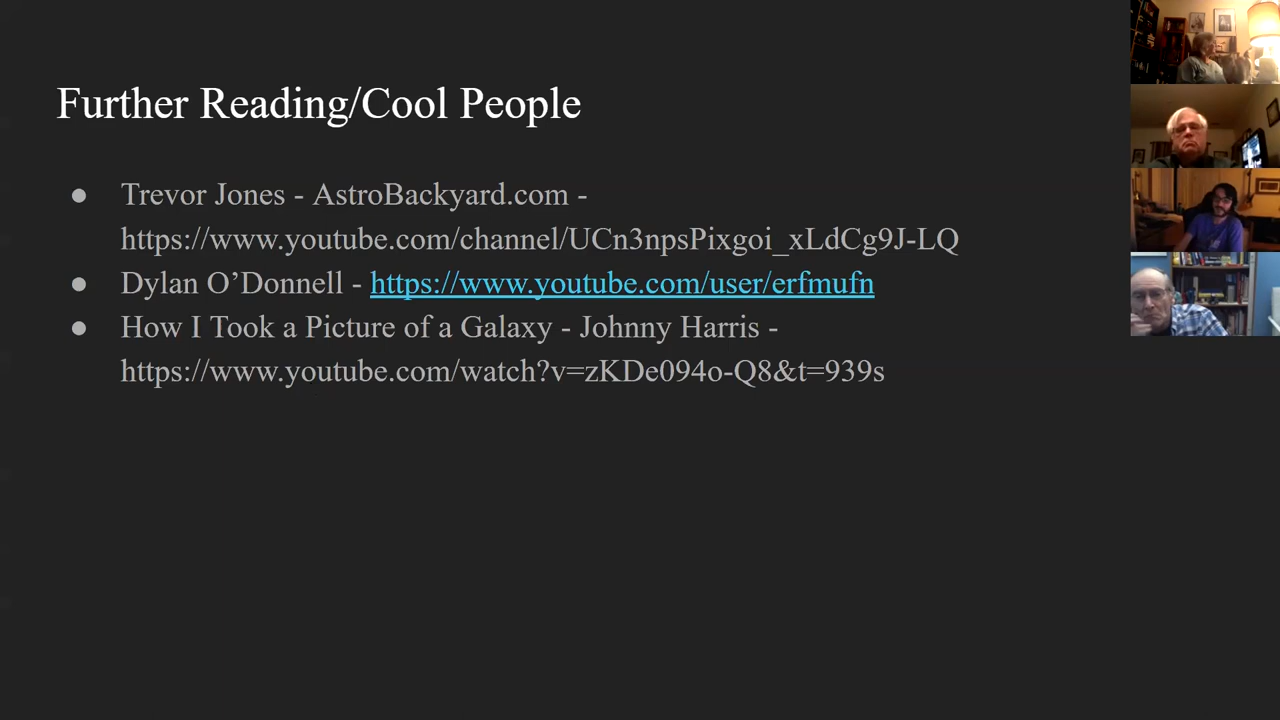 Further Reading/Cool People
● Trevor Jones - AstroBackyard.com -
https://www.youtube.com/channel/UCn3npsPixgoi_xLdCg9J-LQ
● Dylan O’Donnell - https://www.youtube.com/user/erfmufn
● How I Took a Picture of a Galaxy - Johnny Harris -
https://www.youtube.com/watch?v=zKDe094o-Q8&t=939s